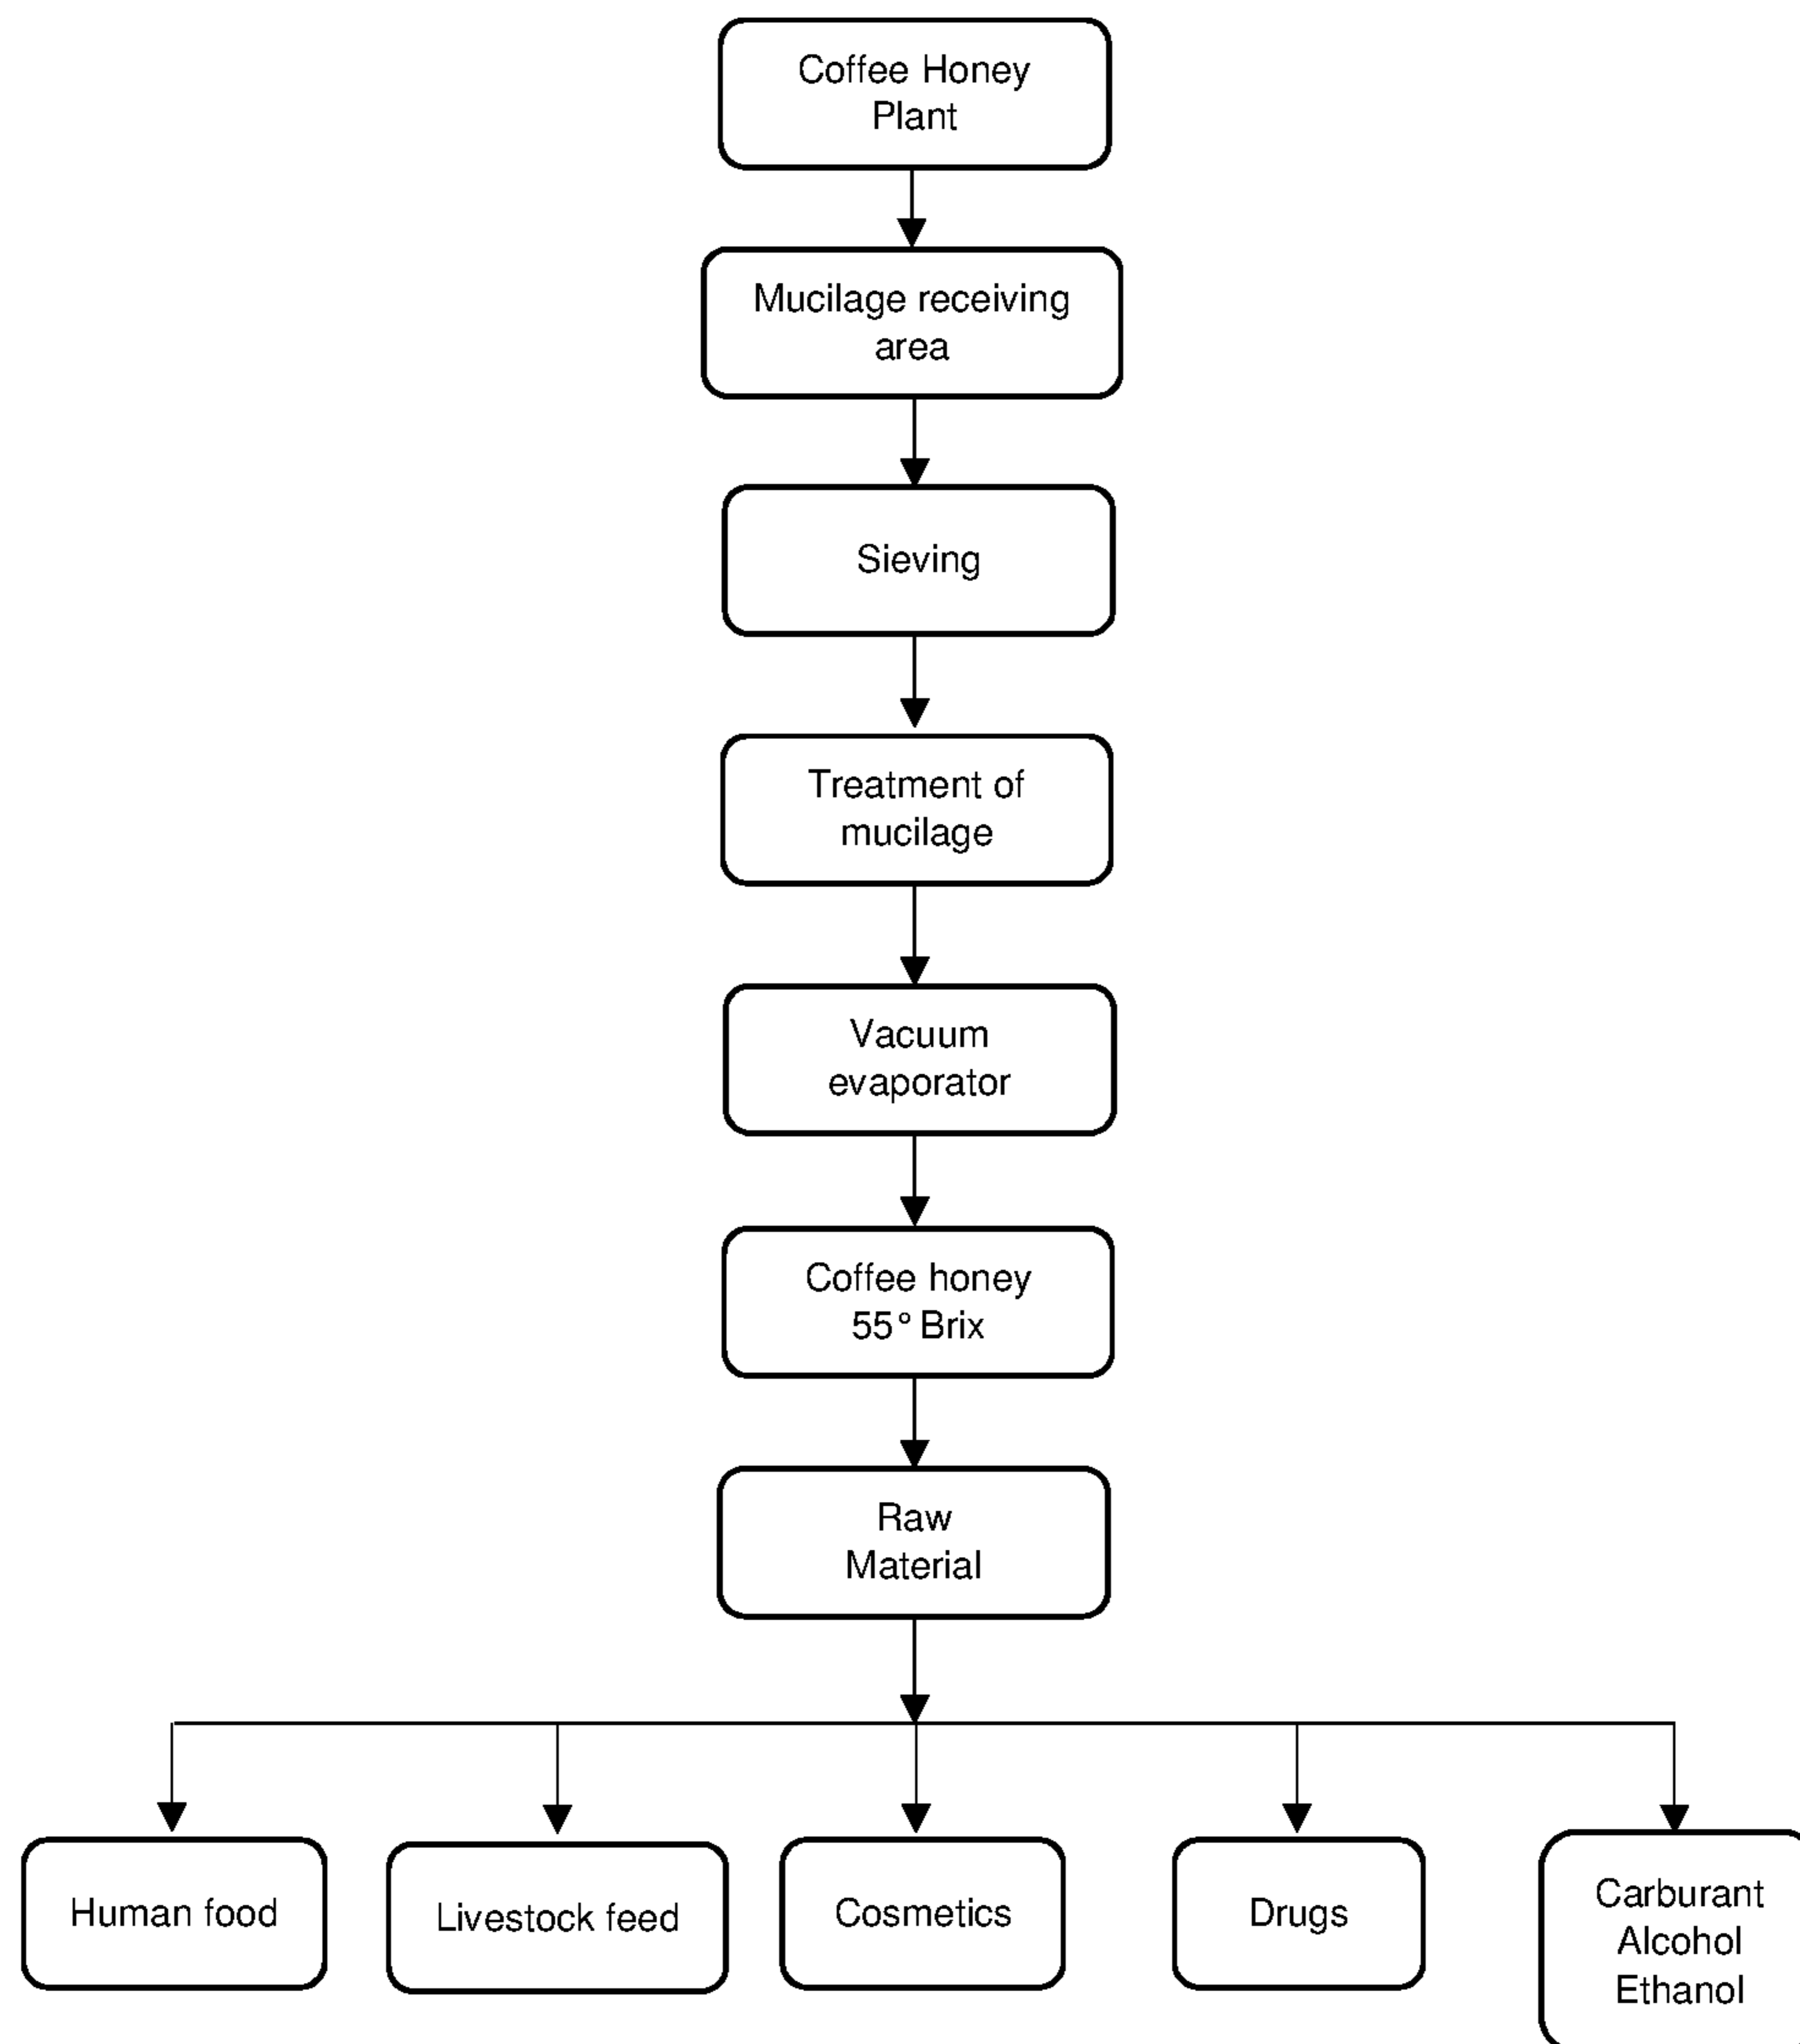 Coffee Honey
Plant
Mucilage receiving
area
Sieving
Treatment of
mucilage
Vacuum
evaporator
Coffee honey
55° Brix
Raw
Material
Human food
Livestock feed
Cosmetics
Drugs
Carburant
Alcohol
Ethanol